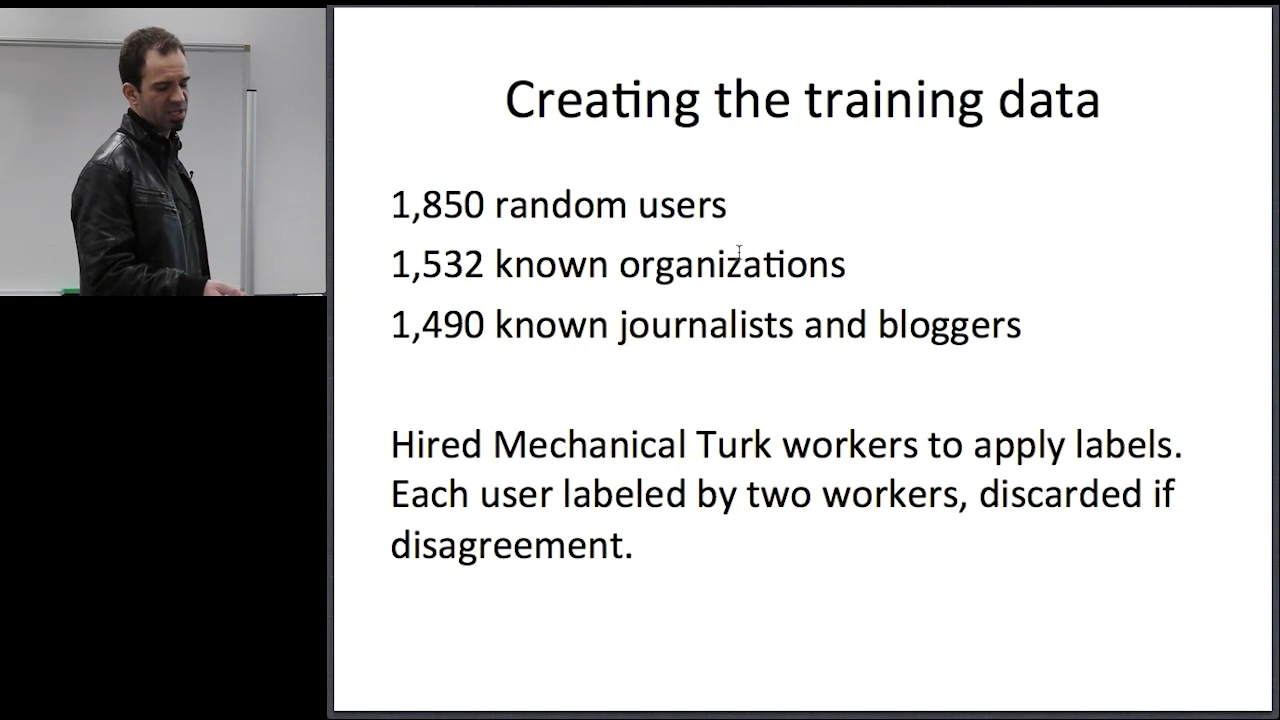 Creating the training data
1,850 random users
1,532 known organizations
1,490 known journalists and bloggers
Hired Mechanical Turk workers to apply labels.
Each user labeled by two workers, discarded if
disagreement.